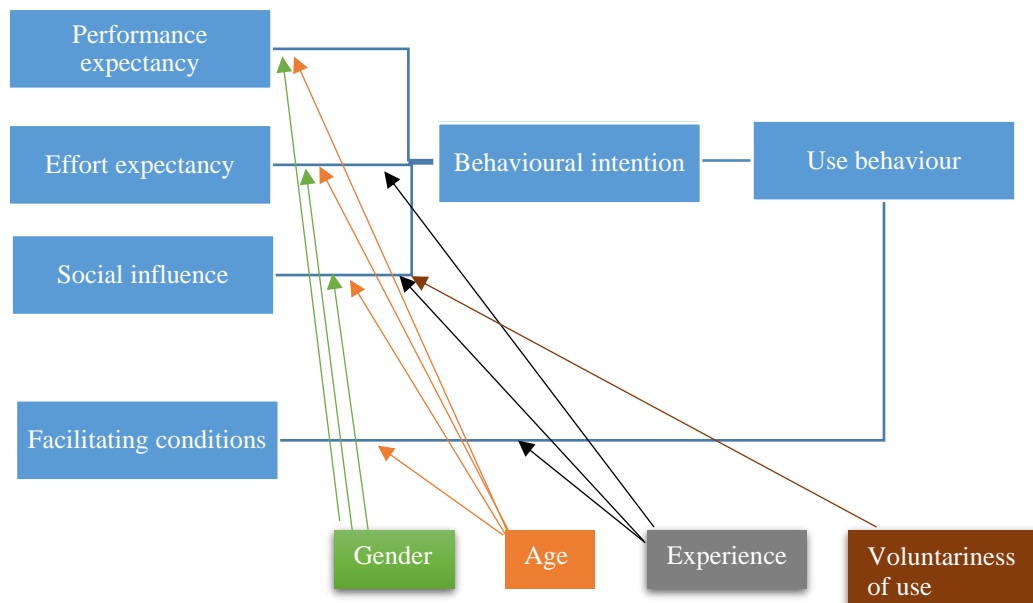 Performance
expectancy
Effort expectancy
Behavioural intention
Use behaviour
Social influence
Facilitating conditions
Gender
Age
Experience
Voluntariness
of use